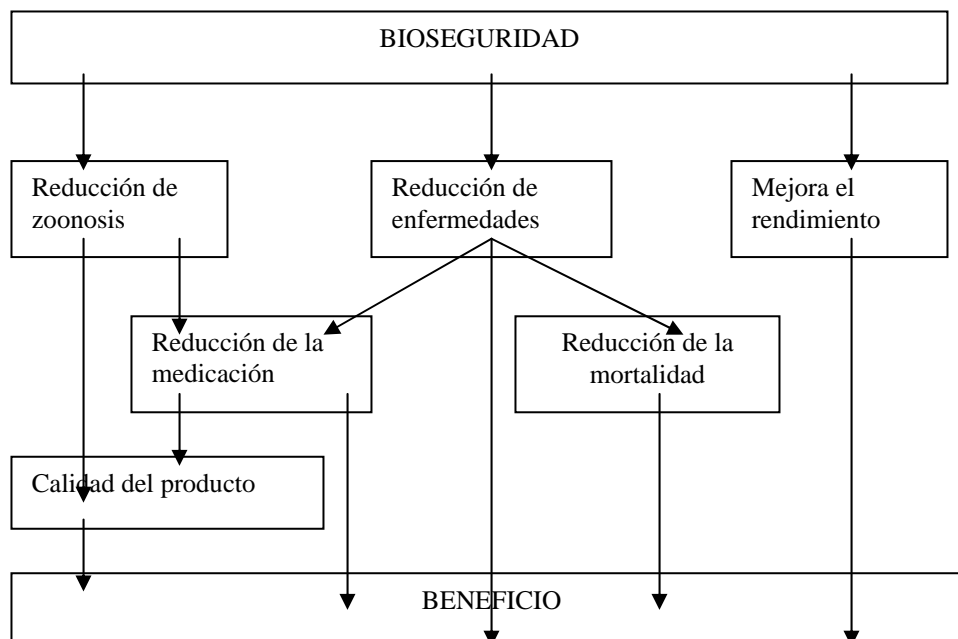 BIOSEGURIDAD
Reducción de
zoonosis
Reducción de
enfermedades
Mejora el
rendimiento
Reducción de la
medicación
Reducción de la
mortalidad
Calidad del producto
BENEFICIO